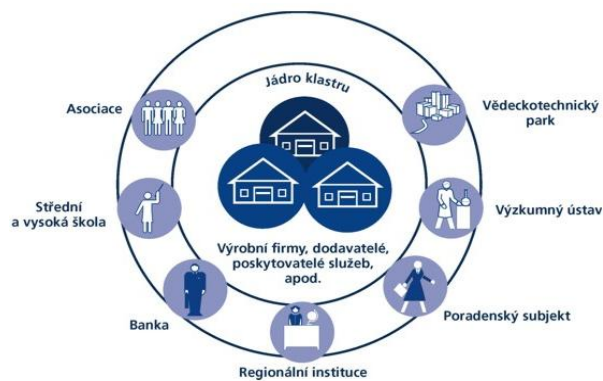 Jádro klastru
Asociace
Vědeckotechnický
park
Střední
a vysoká škola
Výzkumný ústav
Výrobní firmy, dodavatelé,
poskytovatelé služeb,
apod.
Banka
Poradenský subjekt
Regionální instituce